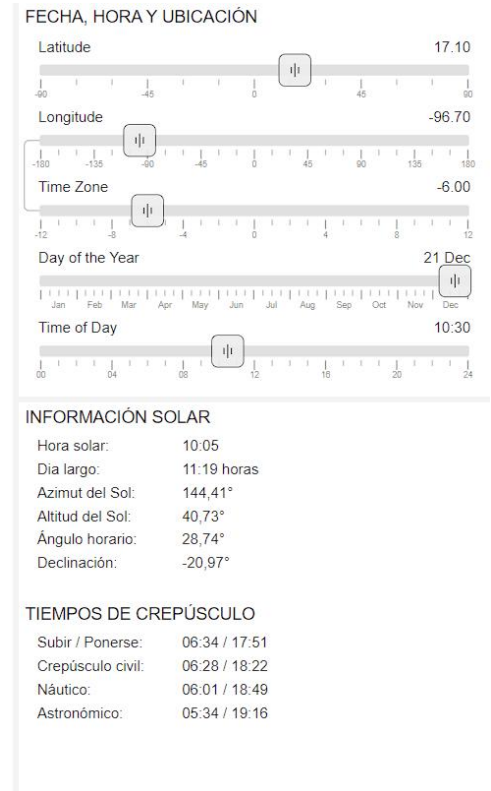 FECHA, HORA Y UBICACIÓN
Latitude 17.10
-90 -45 0 45 90
Longitude -96.70
-180 -135 -90 -45 0 45 90 135 180
Time Zone -6.00
-12 -8 -4 0 4 8 12
Day of the Year 21 Dec
Jan Feb Mar Apr May Jun Jul Aug Sep Oct Nov Dec
Time of Day 10:30
00 04 08 12 16 20 24
INFORMACIÓN SOLAR
Hora solar: 10:05
Dia largo: 11:19 horas
Azimut del Sol: 144,41°
Altitud del Sol: 40,73°
Ángulo horario: 28,74°
Declinación: -20,97°
TIEMPOS DE CREPÚSCULO
Subir / Ponerse: 06:34 / 17:51
Crepúsculo civil: 06:28 / 18:22
Náutico: 06:01 / 18:49
Astronómico: 05:34 / 19:16